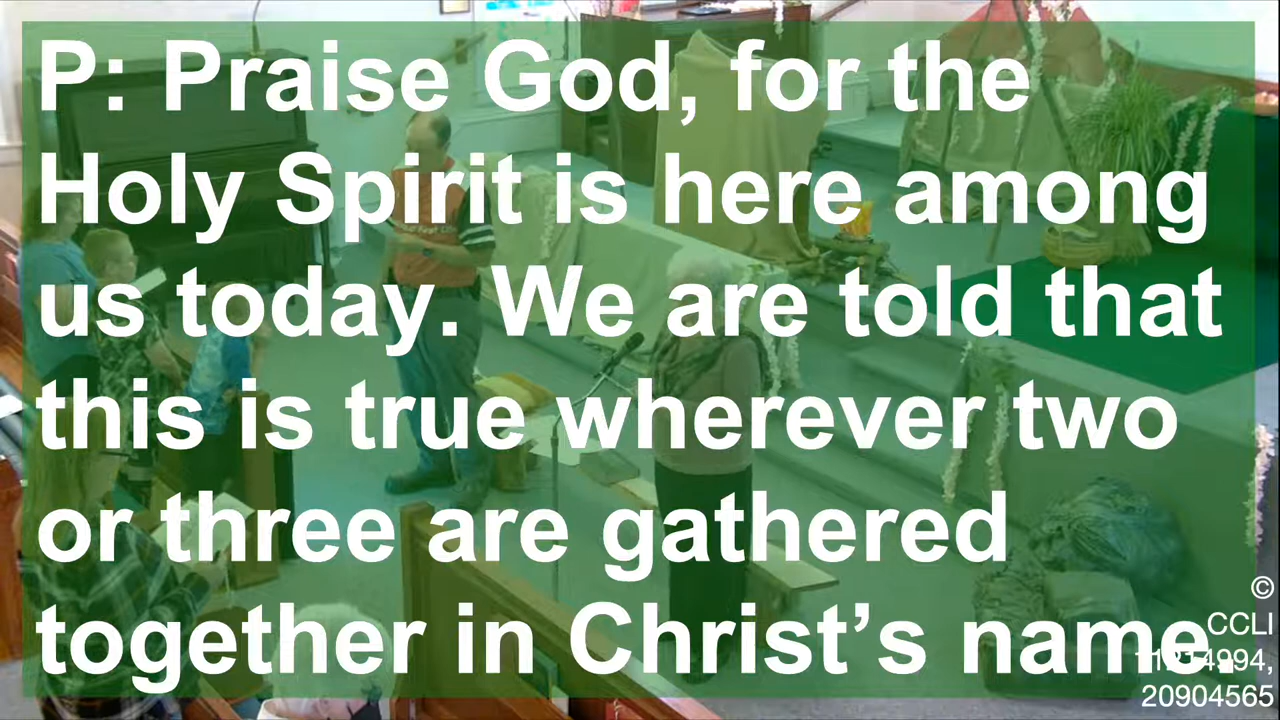 P: Praise God, for the
Holy Spirit is here among
us today. We are told that
this is true wherever two
or three are gathered
together in Christ’s name.
©
CCLI
20904565